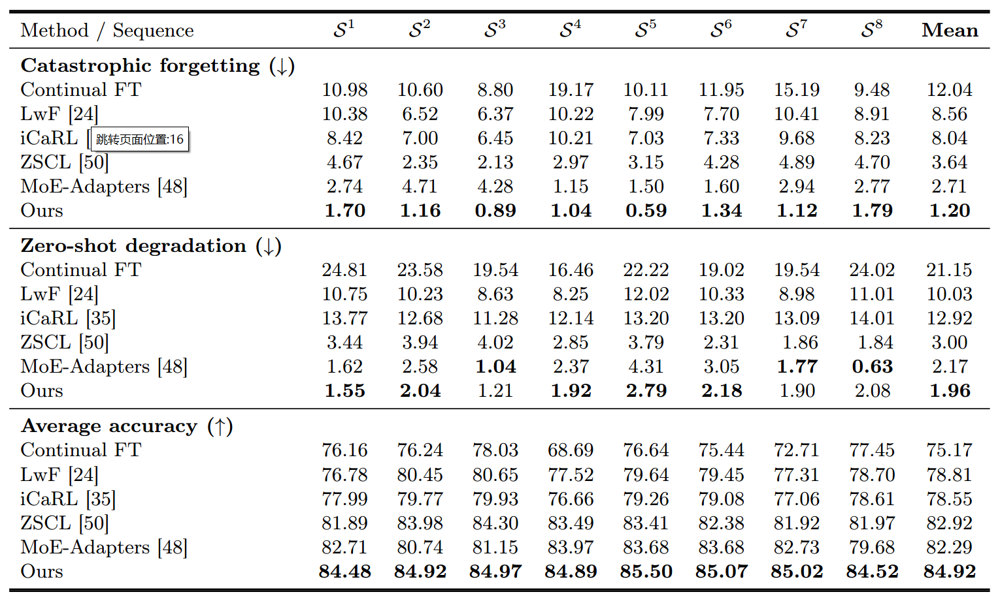 Method / Sequence S¹ S² S³ S⁴ S⁵ S⁶ S⁷ S⁸ Mean
Catastrophic forgetting (↓)
Continual FT 10.98 10.60 8.80 19.17 10.11 11.95 15.19 9.48 12.04
LwF [24] 10.38 6.52 6.37 10.22 7.99 7.70 10.41 8.91 8.56
iCaRL [ 8.42 7.00 6.45 10.21 7.03 7.33 9.68 8.23 8.04
跳转页面位置:16
ZSCL [50] 4.67 2.35 2.13 2.97 3.15 4.28 4.89 4.70 3.64
MoE-Adapters [48] 2.74 4.71 4.28 1.15 1.50 1.60 2.94 2.77 2.71
Ours 1.70 1.16 0.89 1.04 0.59 1.34 1.12 1.79 1.20
Zero-shot degradation (↓)
Continual FT 24.81 23.58 19.54 16.46 22.22 19.02 19.54 24.02 21.15
LwF [24] 10.75 10.23 8.63 8.25 12.02 10.33 8.98 11.01 10.03
iCaRL [35] 13.77 12.68 11.28 12.14 13.20 13.20 13.09 14.01 12.92
ZSCL [50] 3.44 3.94 4.02 2.85 3.79 2.31 1.86 1.84 3.00
MoE-Adapters [48] 1.62 2.58 1.04 2.37 4.31 3.05 1.77 0.63 2.17
Ours 1.55 2.04 1.21 1.92 2.79 2.18 1.90 2.08 1.96
Average accuracy (↑)
Continual FT 76.16 76.24 78.03 68.69 76.64 75.44 72.71 77.45 75.17
LwF [24] 76.78 80.45 80.65 77.52 79.64 79.45 77.31 78.70 78.81
iCaRL [35] 77.99 79.77 79.93 76.66 79.26 79.08 77.06 78.61 78.55
ZSCL [50] 81.89 83.98 84.30 83.49 83.41 82.38 81.92 81.97 82.92
MoE-Adapters [48] 82.71 80.74 81.15 83.97 83.68 83.68 82.73 79.68 82.29
Ours 84.48 84.92 84.97 84.89 85.50 85.07 85.02 84.52 84.92